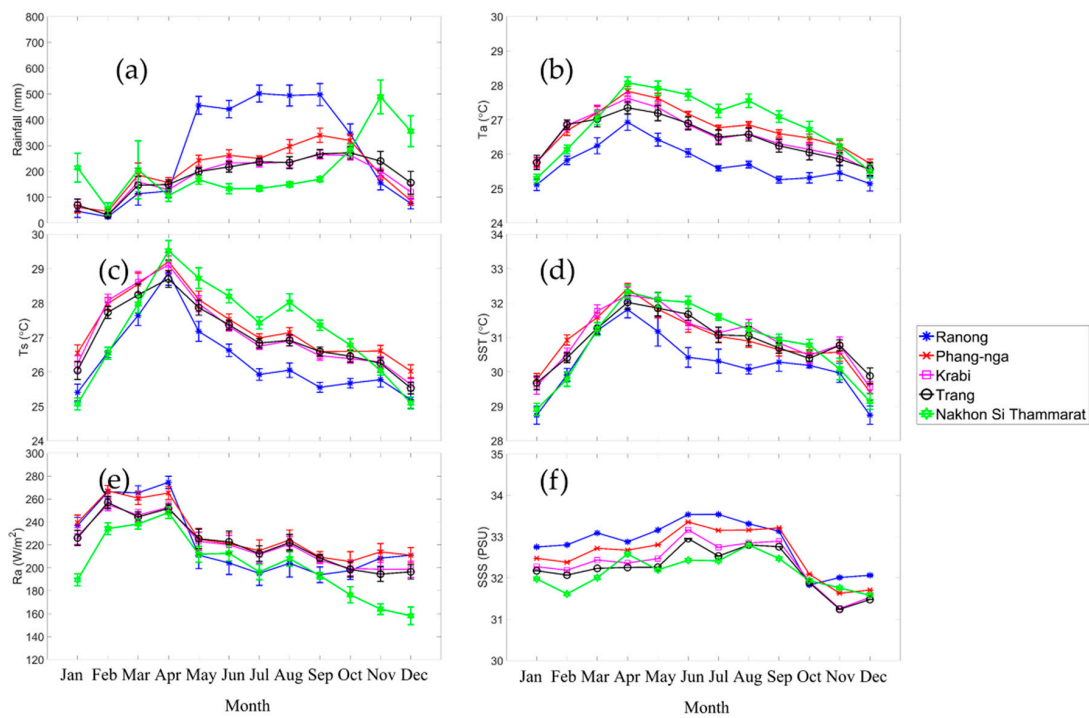 (a)
Rainfall (mm)
800
700
600
500
400
300
200
100
0
(b)
Ta (°C)
29
28
27
26
25
24
(c)
Ts (°C)
30
29
28
27
26
25
24
(d)
SST (°C)
34
33
32
31
30
29
28
Ranong
Phang-nga
Krabi
Trang
Nakhon Si Thammarat
(e)
Ra (W/m²)
300
280
260
240
220
200
180
160
140
120
Jan Feb Mar Apr May Jun Jul Aug Sep Oct Nov Dec
Month
(f)
SSS (PSU)
35
34
33
32
31
30
Jan Feb Mar Apr May Jun Jul Aug Sep Oct Nov Dec
Month